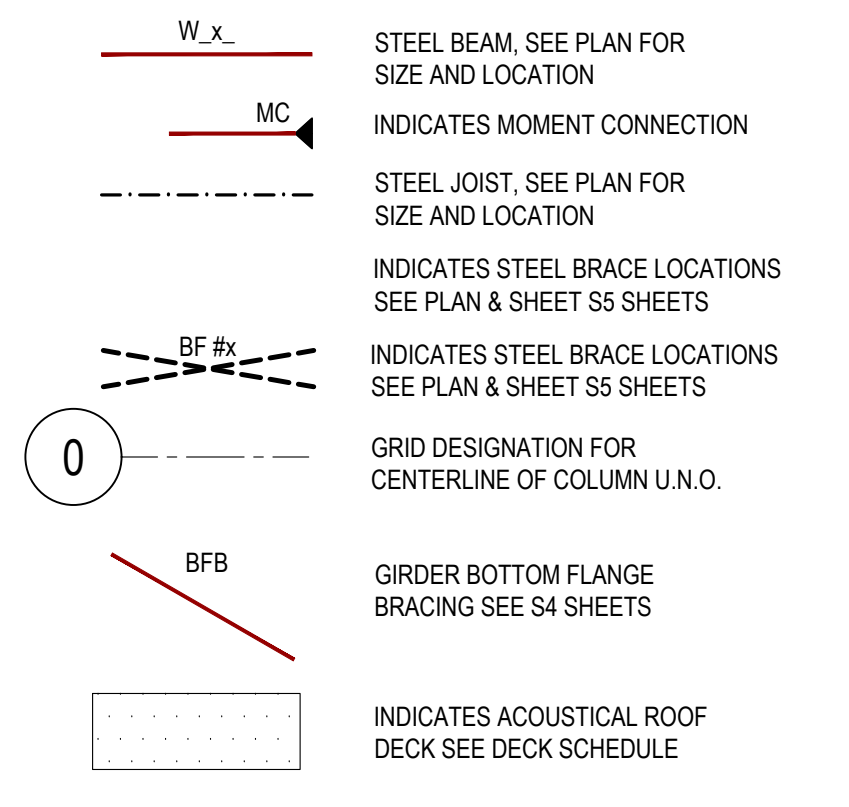 W_x_
STEEL BEAM, SEE PLAN FOR
SIZE AND LOCATION
MC
INDICATES MOMENT CONNECTION
STEEL JOIST, SEE PLAN FOR
SIZE AND LOCATION
INDICATES STEEL BRACE LOCATIONS
SEE PLAN & SHEET S5 SHEETS
BF #x
INDICATES STEEL BRACE LOCATIONS
SEE PLAN & SHEET S5 SHEETS
0
GRID DESIGNATION FOR
CENTERLINE OF COLUMN U.N.O.
BFB
GIRDER BOTTOM FLANGE
BRACING SEE S4 SHEETS
INDICATES ACOUSTICAL ROOF
DECK SEE DECK SCHEDULE